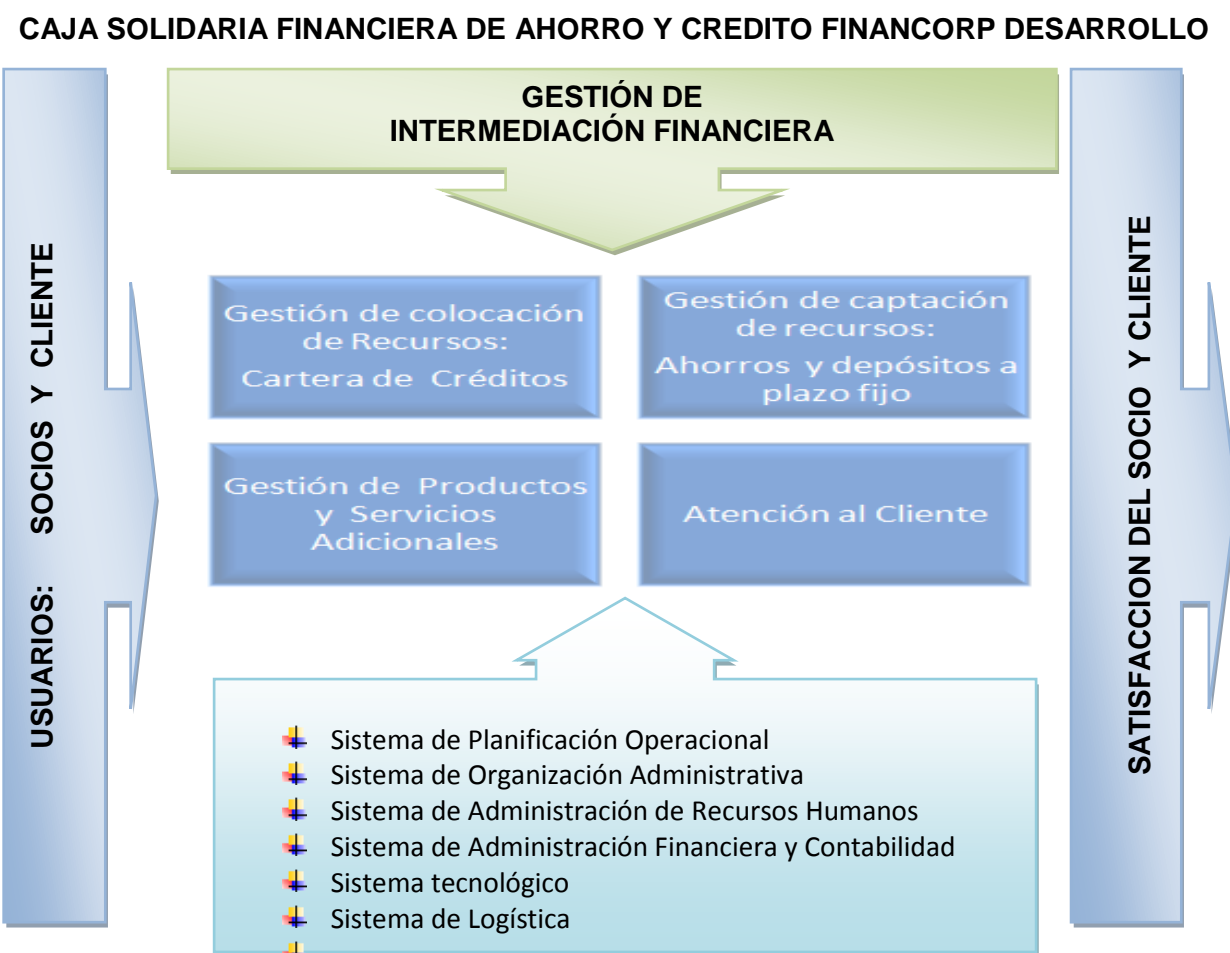 CAJA SOLIDARIA FINANCIERA DE AHORRO Y CREDITO FINANCORP DESARROLLO
GESTIÓN DE
INTERMEDIACIÓN FINANCIERA
USUARIOS: SOCIOS Y CLIENTE
Gestión de colocación
de Recursos:
Cartera de Créditos
Gestión de captación
de recursos:
Ahorros y depósitos a
plazo fijo
Gestión de Productos
y Servicios
Adicionales
Atención al Cliente
SATISFACCION DEL SOCIO Y CLIENTE
Sistema de Planificación Operacional
Sistema de Organización Administrativa
Sistema de Administración de Recursos Humanos
Sistema de Administración Financiera y Contabilidad
Sistema tecnológico
Sistema de Logística